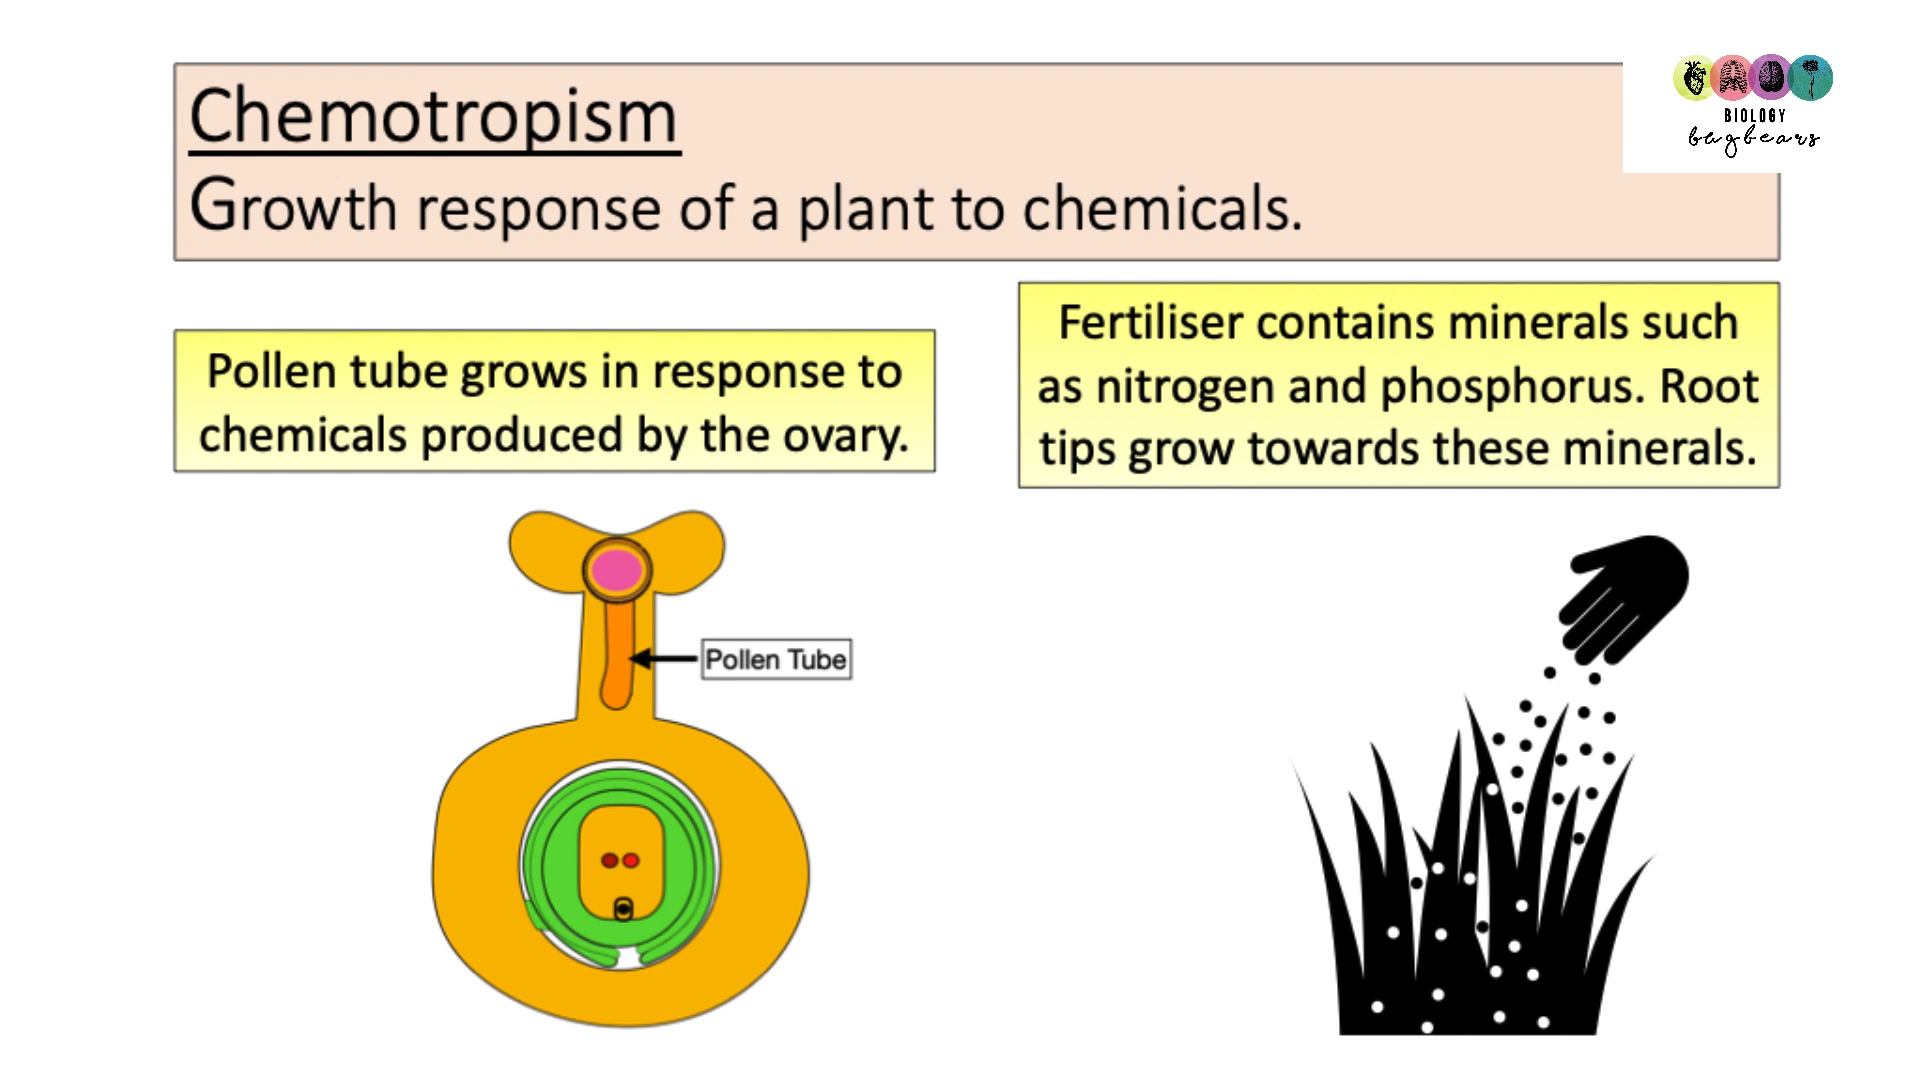 Chemotropism
Growth response of a plant to chemicals.
BIOLOGY
bugbears
Pollen tube grows in response to
chemicals produced by the ovary.
Fertiliser contains minerals such
as nitrogen and phosphorus. Root
tips grow towards these minerals.
Pollen Tube